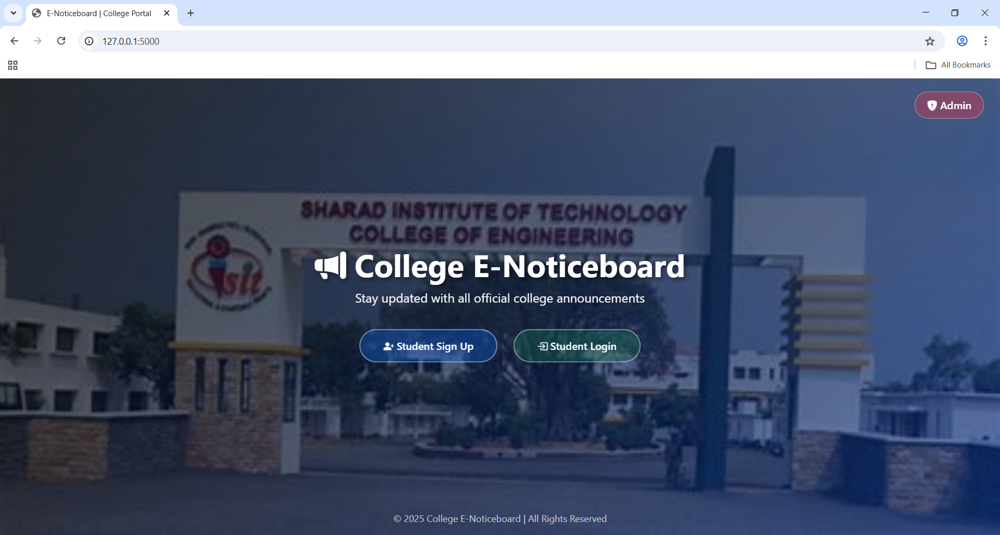 E-Noticeboard | College Portal
127.0.0.1:5000
All Bookmarks
Admin
SHARAD INSTITUTE OF TECHNOLOGY
COLLEGE OF ENGINEERING
sit
College E-Noticeboard
Stay updated with all official college announcements
Student Sign Up
Student Login
© 2025 College E-Noticeboard | All Rights Reserved